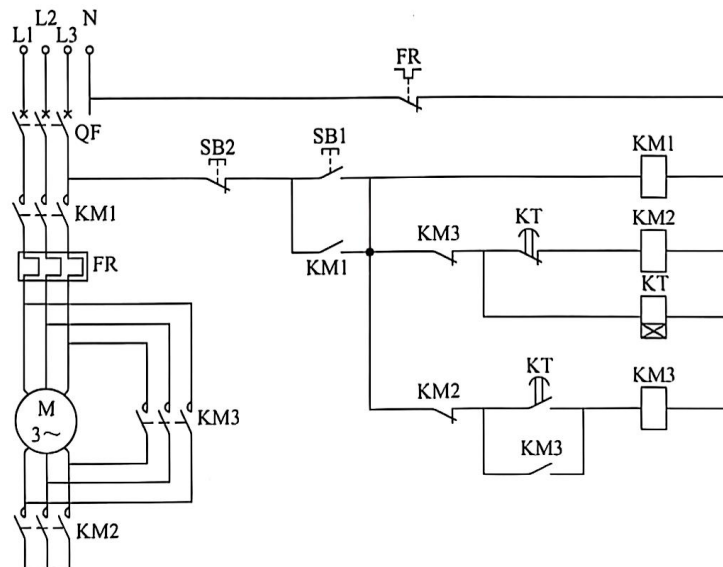 L1 L2 L3 N
FR
QF
SB2 SB1 KM1
KM1
KM3 KT KM2
FR KM1
KT
KM2 KT KM3
M
3～
KM3
KM3
KM2